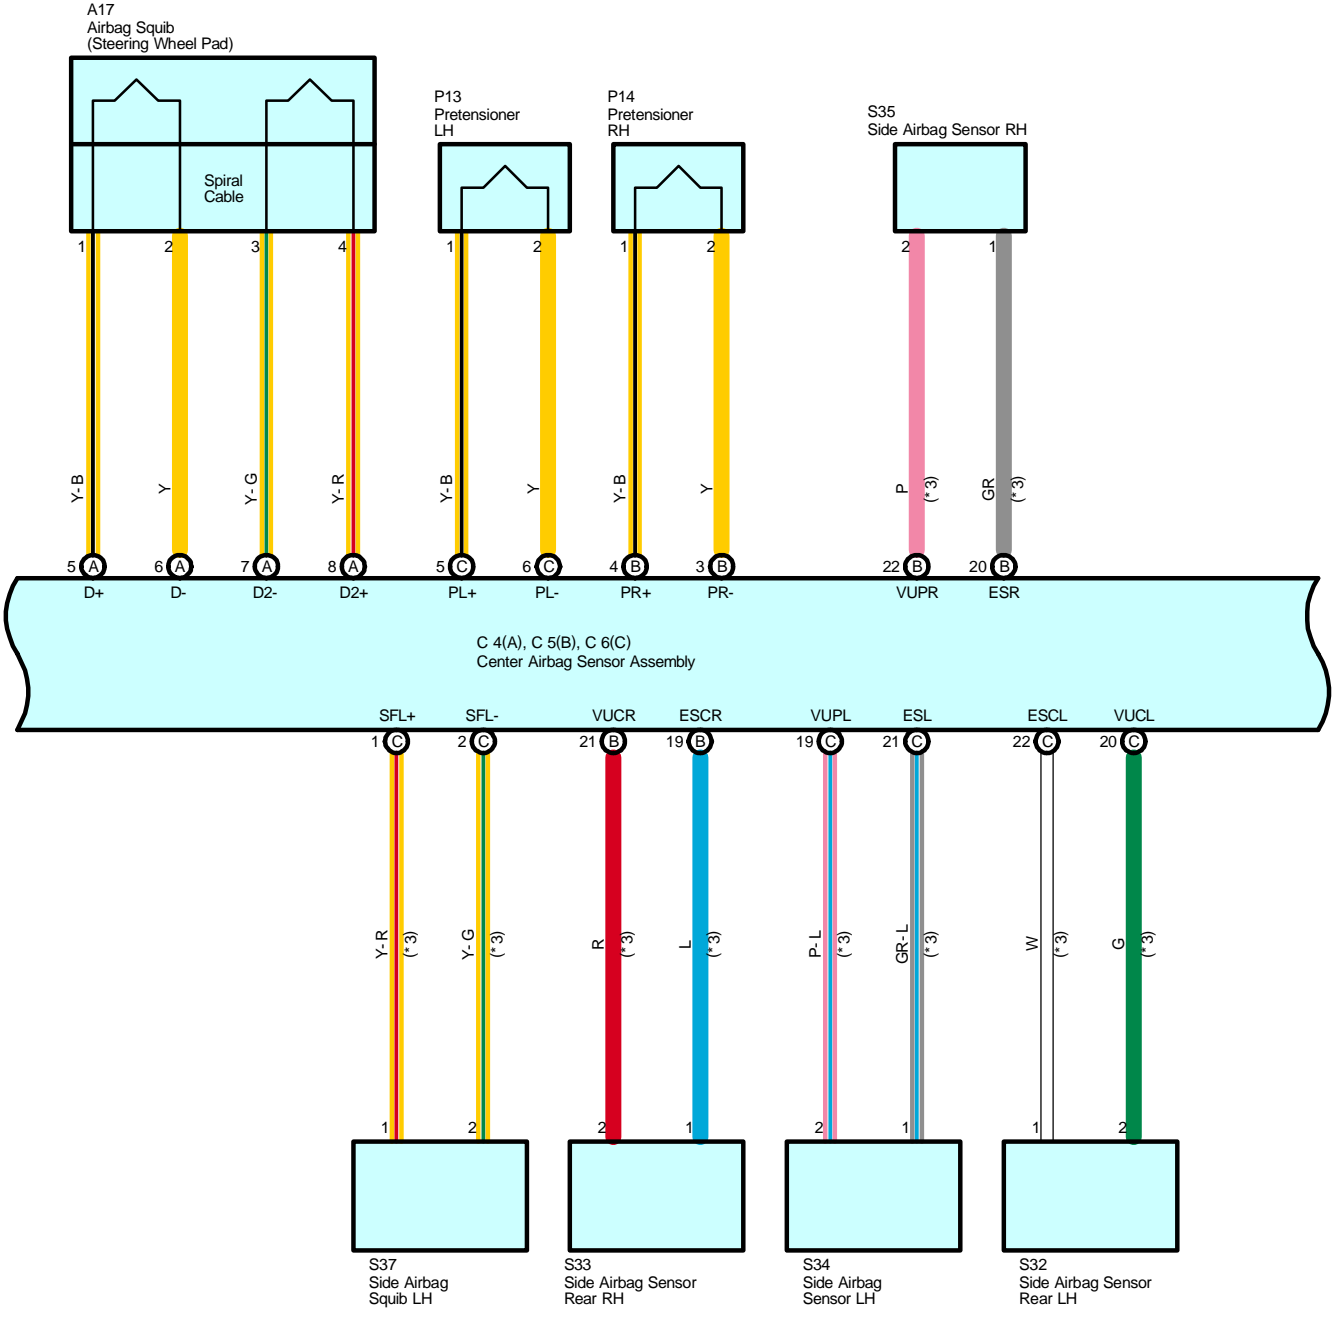 A17
Airbag Squib
(Steering Wheel Pad)
P13
Pretensioner
LH
P14
Pretensioner
RH
S35
Side Airbag Sensor RH
Spiral
Cable
1 2 3 4 1 2 1 2 2 1
Y-B Y Y-G Y-R Y-B Y Y-B Y P (*3) GR (*3)
5 A 6 A 7 A 8 A 5 C 6 C 4 B 3 B 22 B 20 B
D+ D- D2- D2+ PL+ PL- PR+ PR- VUPR ESR
C 4(A), C 5(B), C 6(C)
Center Airbag Sensor Assembly
SFL+ SFL- VUCR ESCR VUPL ESL ESCL VUCL
1 C 2 C 21 B 19 B 19 C 21 C 22 C 20 C
Y-R (*3) Y-G (*3) R (*3) L (*3) P-L (*3) GR-L (*3) W (*3) G (*3)
1 2 2 1 2 1 1 2
S37
Side Airbag
Squib LH
S33
Side Airbag Sensor
Rear RH
S34
Side Airbag
Sensor LH
S32
Side Airbag Sensor
Rear LH